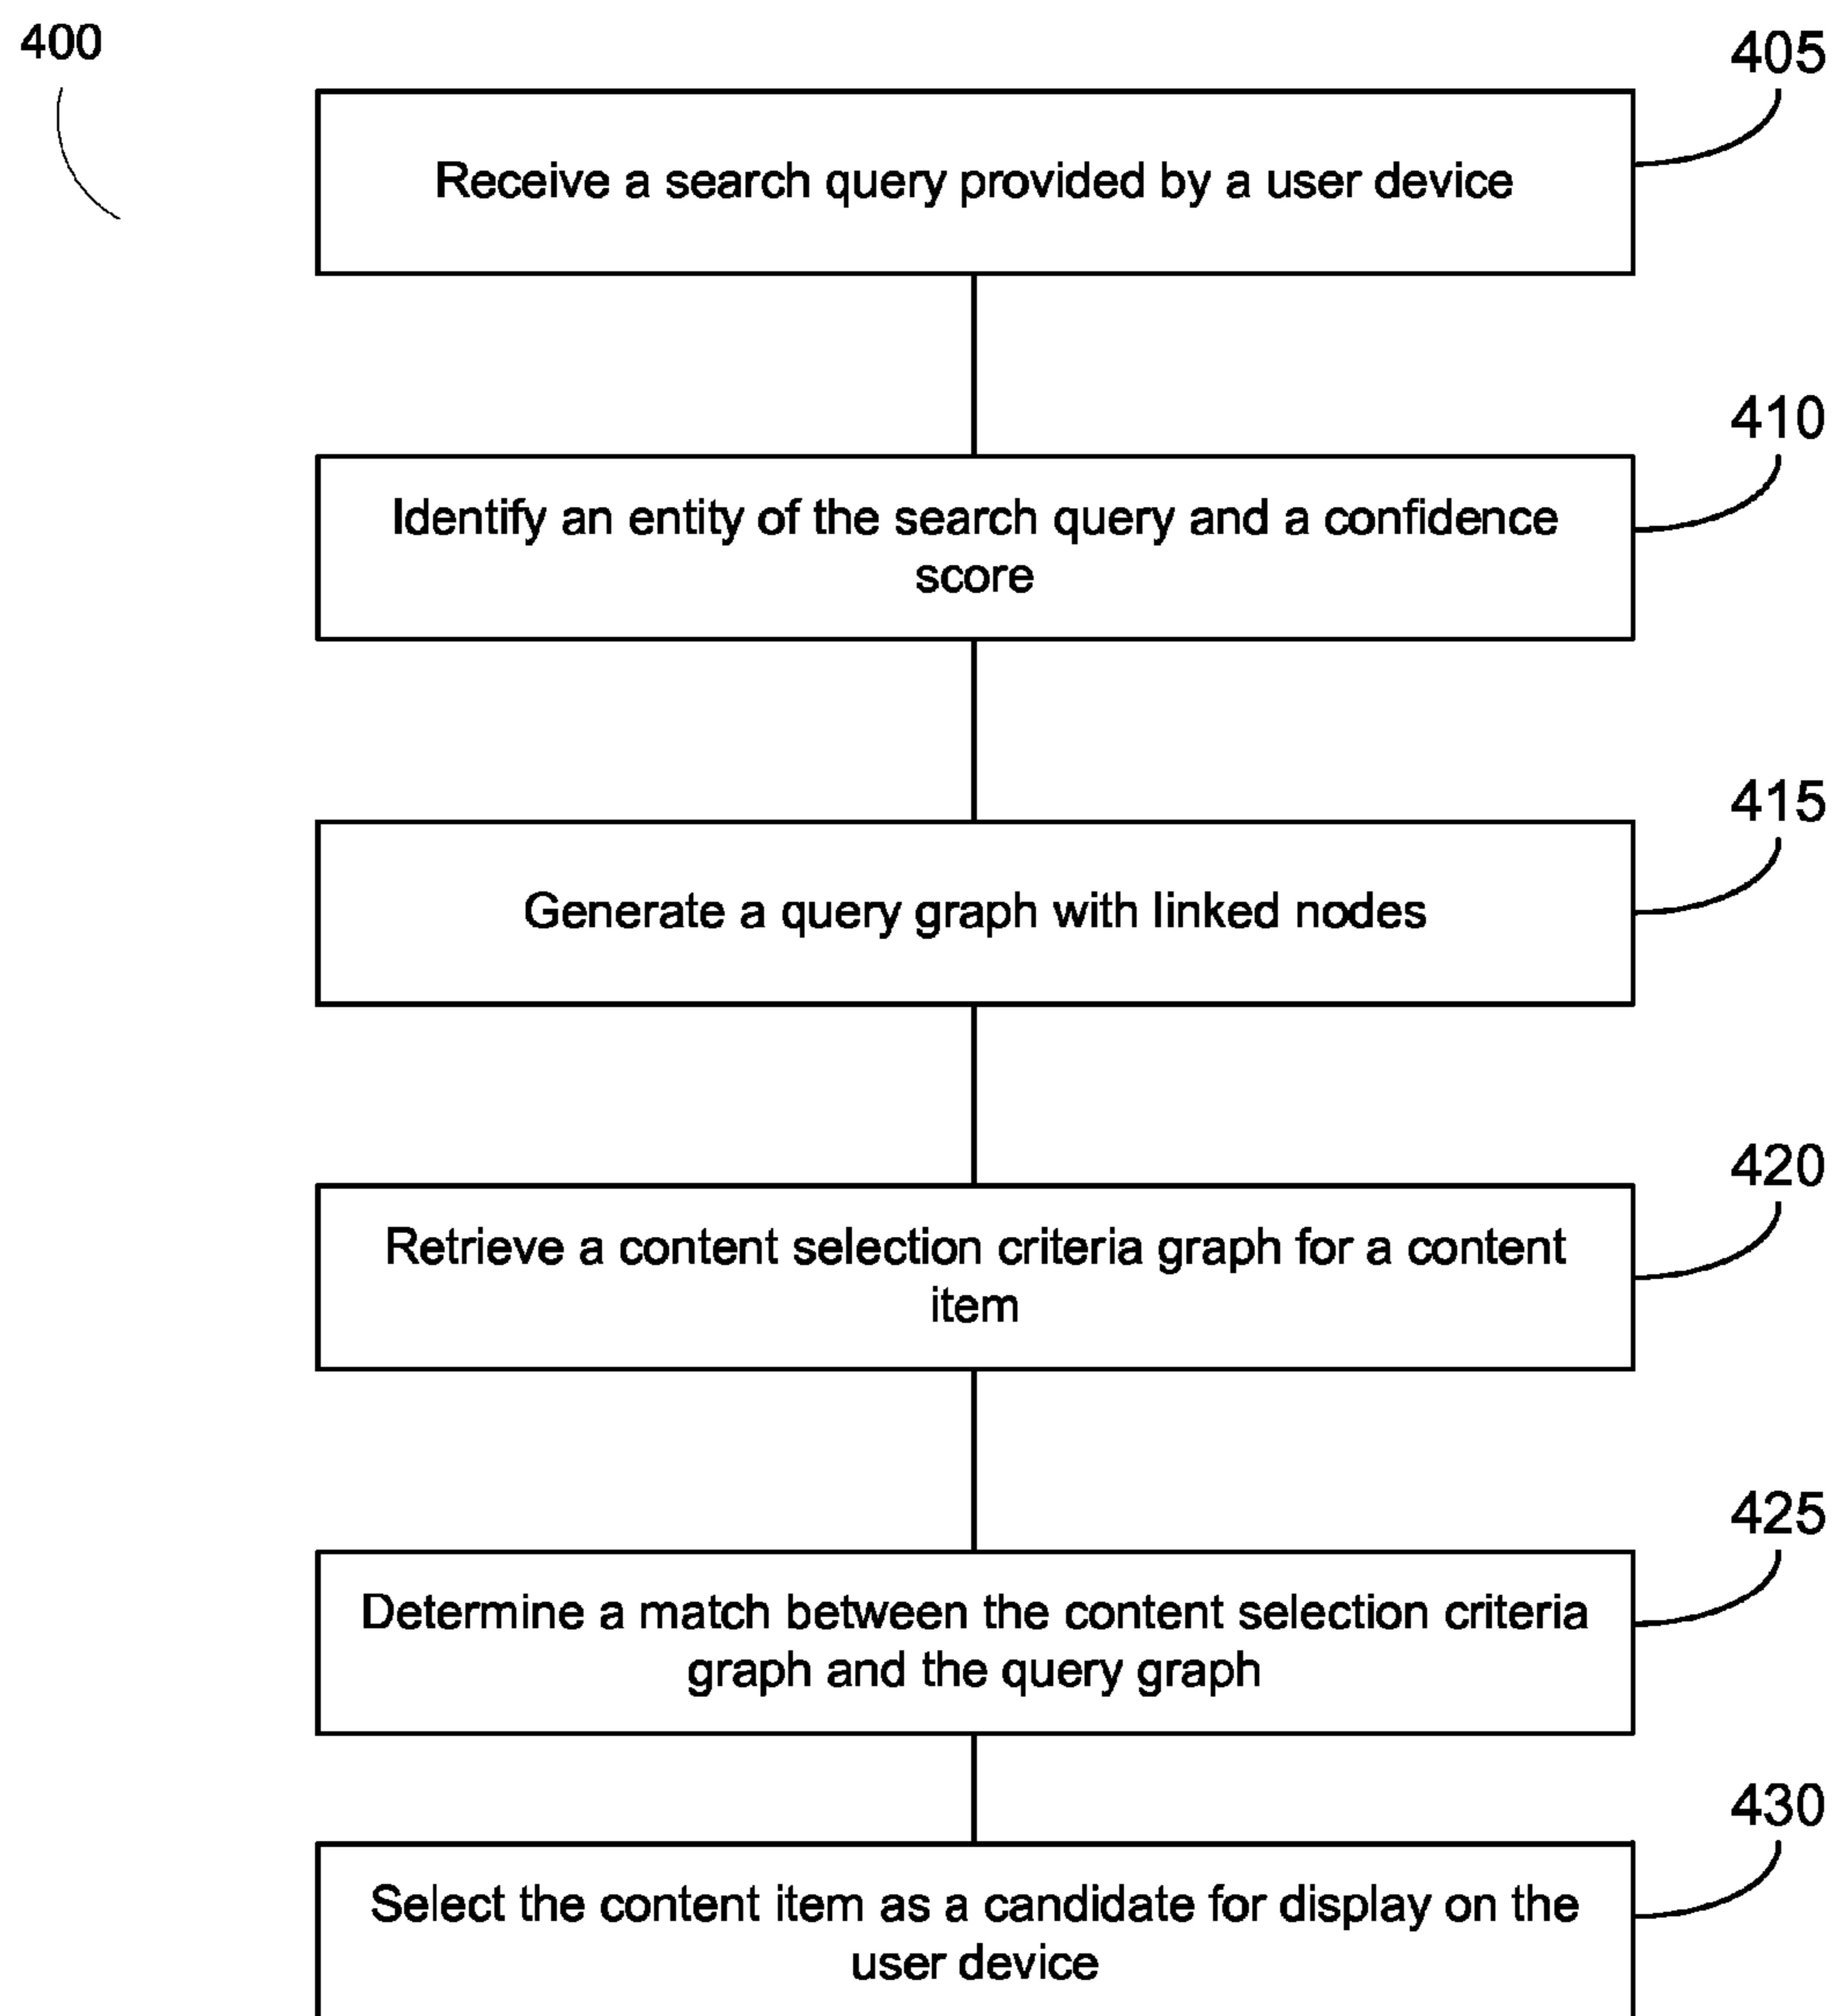 400
405
Receive a search query provided by a user device
410
Identify an entity of the search query and a confidence
score
415
Generate a query graph with linked nodes
420
Retrieve a content selection criteria graph for a content
item
425
Determine a match between the content selection criteria
graph and the query graph
430
Select the content item as a candidate for display on the
user device